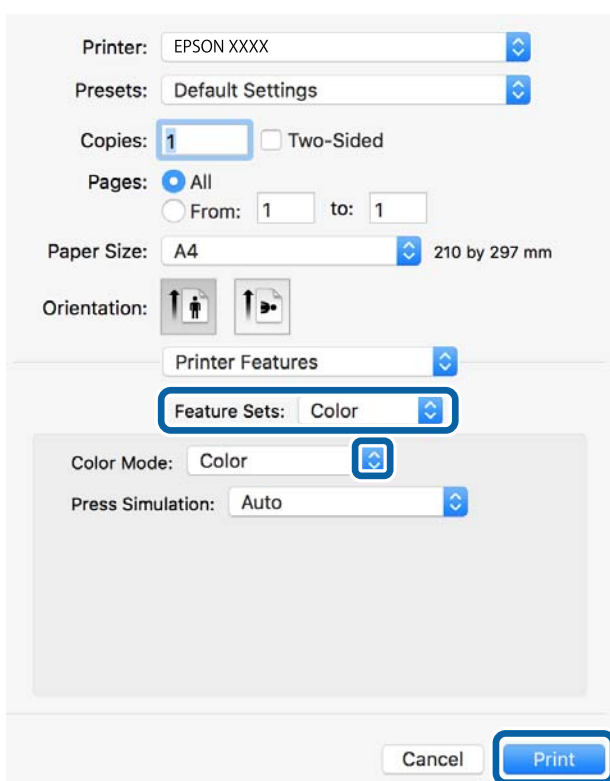 Printer: EPSON XXXX
Presets: Default Settings
Copies: 1 Two-Sided
Pages: All
From: 1 to: 1
Paper Size: A4 210 by 297 mm
Orientation:
Printer Features
Feature Sets: Color
Color Mode: Color
Press Simulation: Auto
Cancel Print